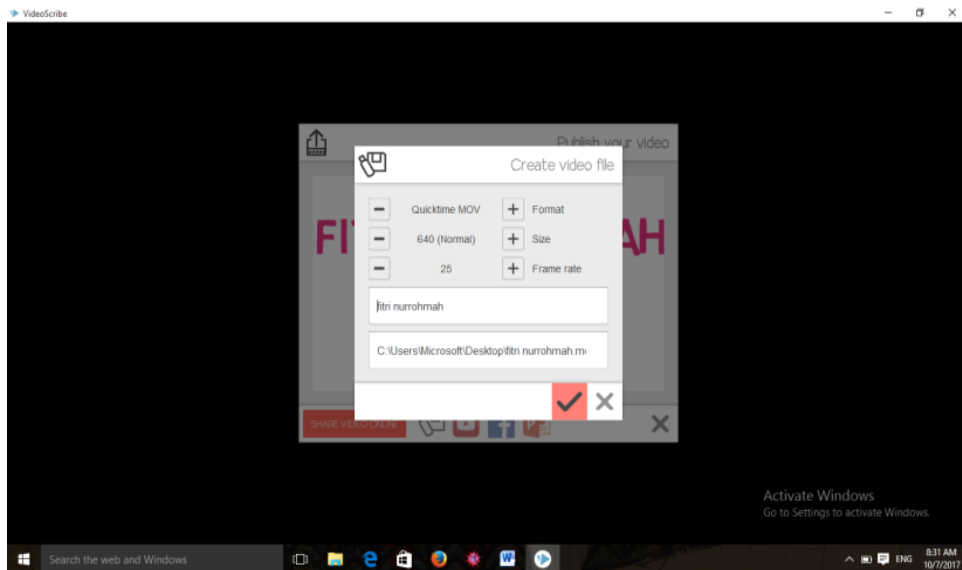 VideoScribe
Publish your video
Create video file
Quicktime MOV Format
640 (Normal) Size
25 Frame rate
FI AH
fitri nurrohmah
C:\Users\Microsoft\Desktop\fitri nurrohmah.m
SHARE VIDEO ONLINE
Activate Windows
Go to Settings to activate Windows.
Search the web and Windows
ENG
8:31 AM
10/7/2017